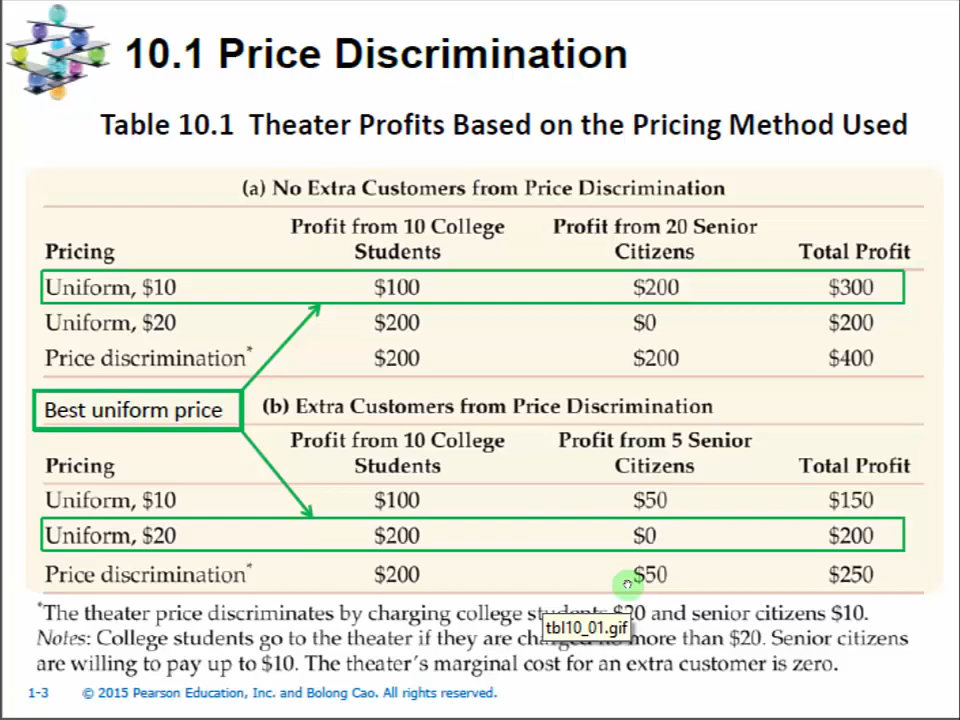 10.1 Price Discrimination
Table 10.1 Theater Profits Based on the Pricing Method Used
(a) No Extra Customers from Price Discrimination
Pricing Profit from 10 College Students Profit from 20 Senior Citizens Total Profit
Uniform, $10 $100 $200 $300
Uniform, $20 $200 $0 $200
Price discrimination* $200 $200 $400
Best uniform price
(b) Extra Customers from Price Discrimination
Pricing Profit from 10 College Students Profit from 5 Senior Citizens Total Profit
Uniform, $10 $100 $50 $150
Uniform, $20 $200 $0 $200
Price discrimination* $200 $50 $250
*The theater price discriminates by charging college students $20 and senior citizens $10.
tbl10_01.gif
Notes: College students go to the theater if they are charged no more than $20. Senior citizens
are willing to pay up to $10. The theater's marginal cost for an extra customer is zero.
1-3 © 2015 Pearson Education, Inc. and Bolong Cao. All rights reserved.